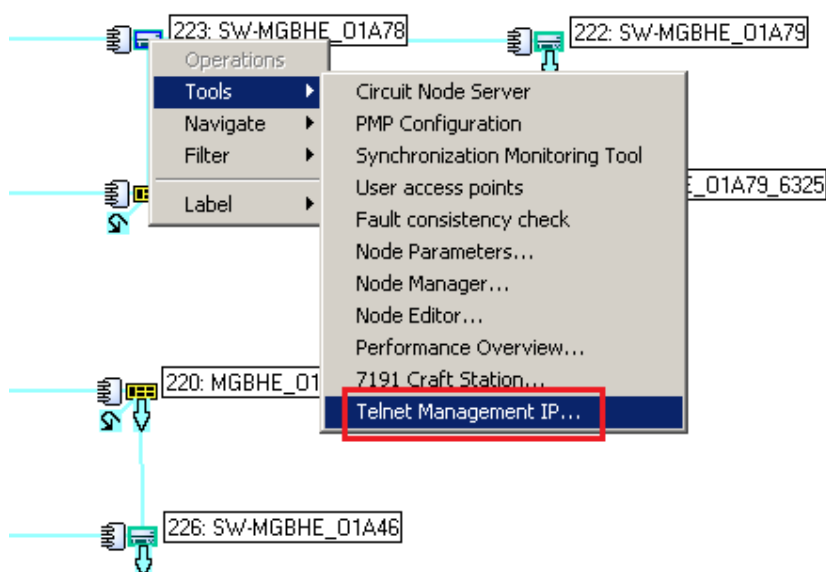 223: SW-MGBHE_01A78
222: SW-MGBHE_01A79
Operations
Tools
Navigate
Filter
Label
Circuit Node Server
PMP Configuration
Synchronization Monitoring Tool
User access points
Fault consistency check
Node Parameters...
Node Manager...
Node Editor...
Performance Overview...
7191 Craft Station...
Telnet Management IP...
E_01A79_6325
220: MGBHE_01
226: SW-MGBHE_01A46